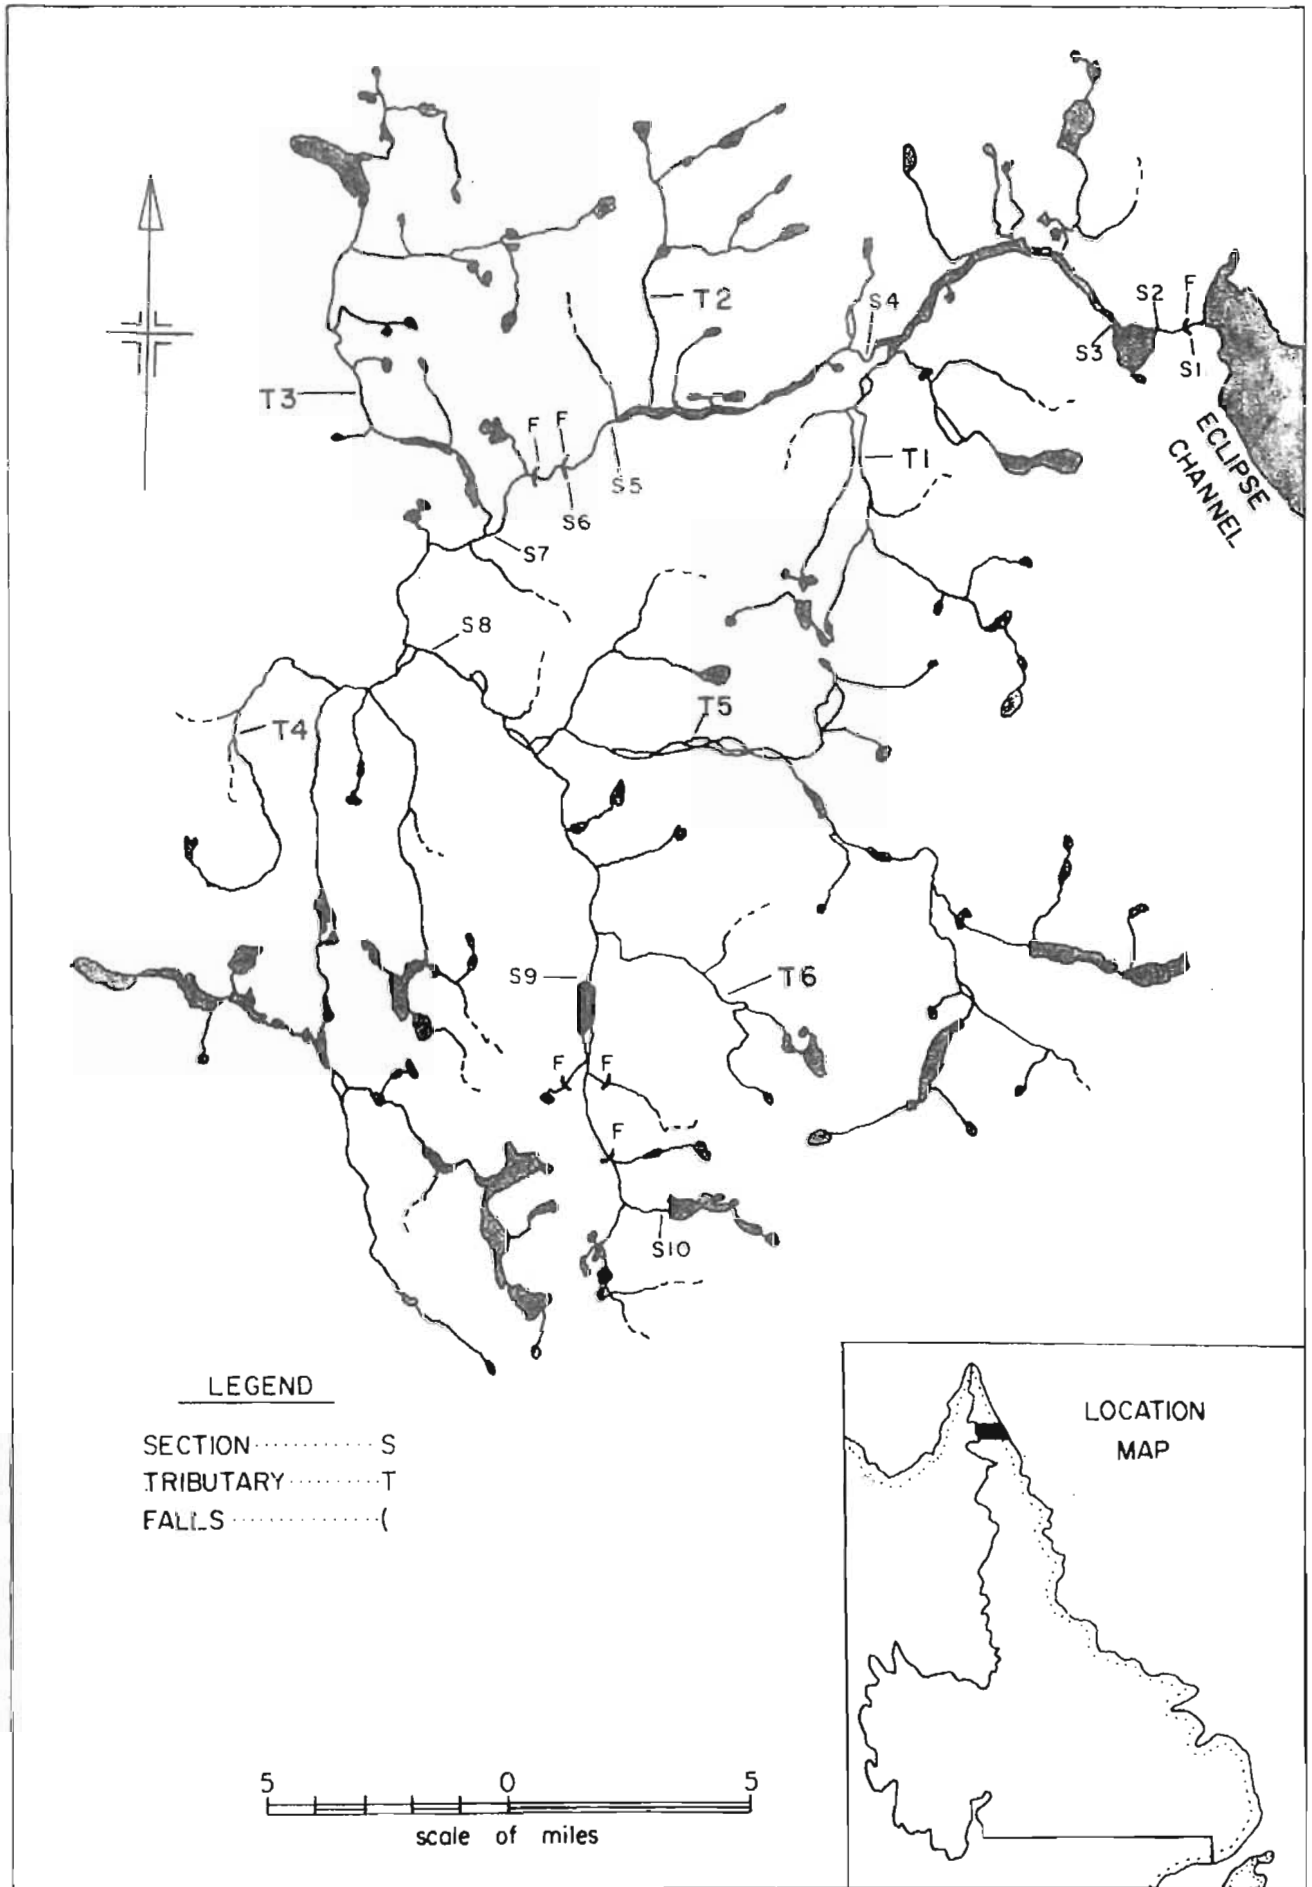 T2
S4
S2
F
S3
S1
T3
F
F
T1
ECLIPSE
CHANNEL
S5
S6
S7
S8
T5
T4
S9
T6
F
F
F
S10
LEGEND
SECTION ............ S
TRIBUTARY ......... T
FALLS .............. (
LOCATION
MAP
5 0 5
scale of miles